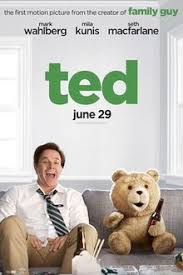 the first motion picture from the creator of family guy
mark mila seth
wahlberg kunis macfarlane
ted
june 29